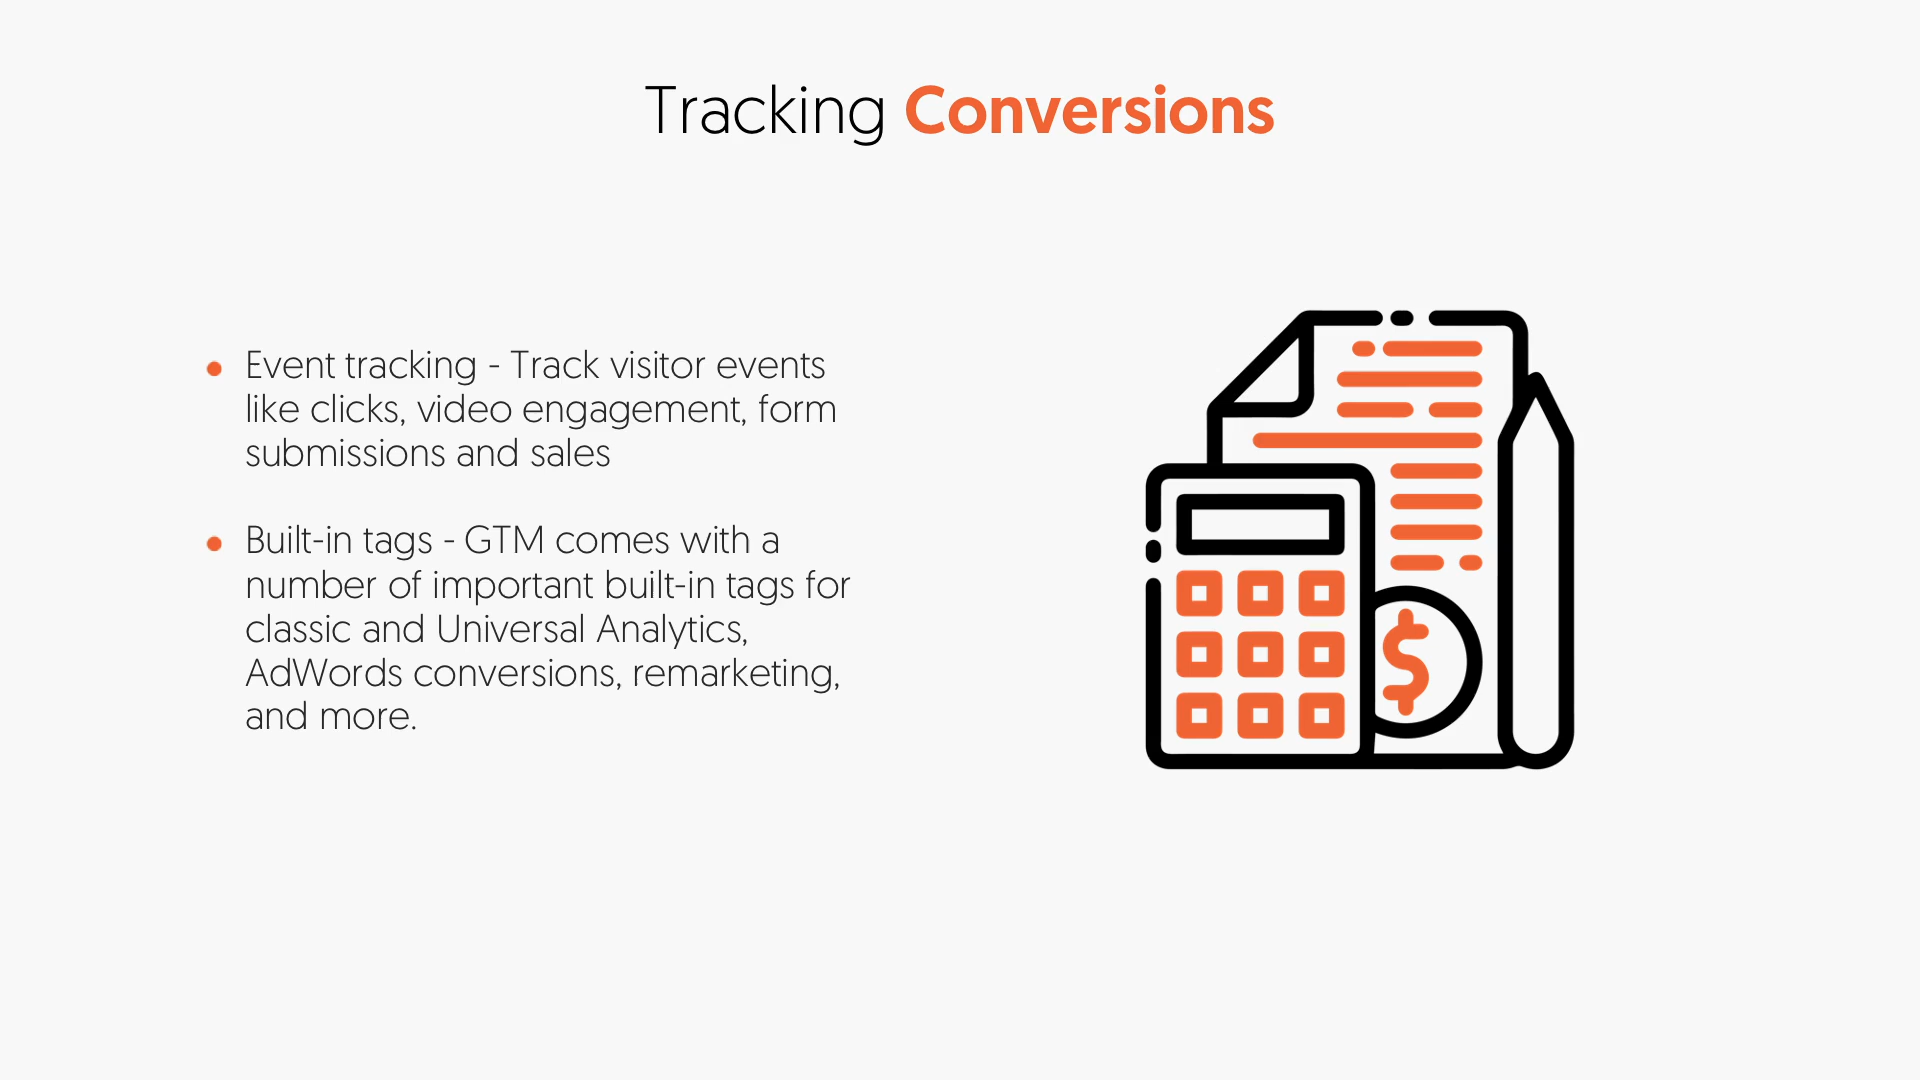 Tracking Conversions
Event tracking - Track visitor events
like clicks, video engagement, form
submissions and sales
Built-in tags - GTM comes with a
number of important built-in tags for
classic and Universal Analytics,
AdWords conversions, remarketing,
and more.
$